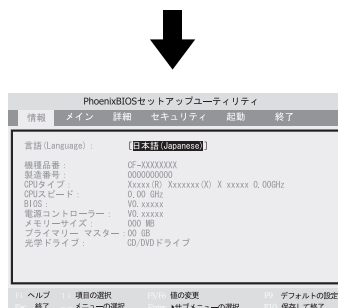 PhoenixBIOSセットアップユーティリティ
情報 メイン 詳細 セキュリティ 起動 終了
言語 (Language) : [日本語 (Japanese)]
機種品番 : CF-XXXXXXXX
製造番号 : 0000000000
CPUタイプ : Xxxxx(R) Xxxxxxx(X) X xxxxx 0.00GHz
CPUスピード : 0.00 GHz
BIOS : V0.xxxxx
電源コントローラー : V0.xxxxx
メモリーサイズ : 000 MB
プライマリー マスター : 00 GB
光学ドライブ : CD/DVDドライブ
F1 ヘルプ 項目の選択 F5/F6 値の変更 F9 デフォルトの設定
Esc 終了 メニューの選択 Enter ▶サブメニューの選択 F10 保存して終了